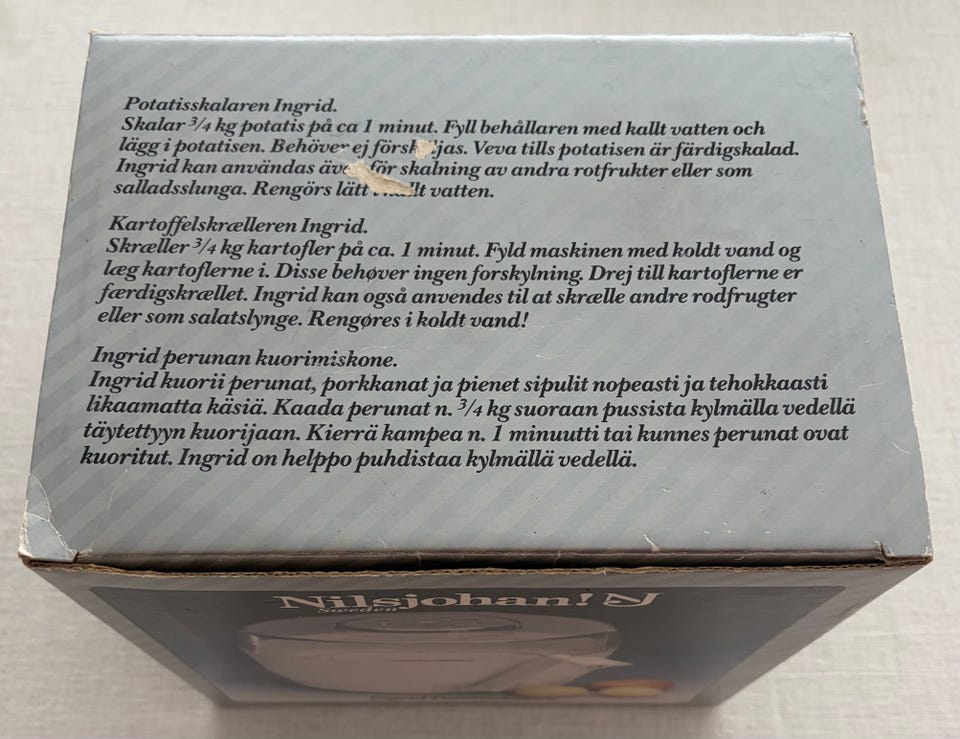 Potatisskalaren Ingrid.
Skalar ¾ kg potatis på ca 1 minut. Fyll behållaren med kallt vatten och
lägg i potatisen. Behöver ej Veva tills potatisen är färdigskalad.
Ingrid kan användas för skalning av andra rotfrukter eller som
salladsslunga. Rengörs lätt vatten.
Kartoffelskrælleren Ingrid.
Skræller ¾ kg kartofler på ca. 1 minut. Fyld maskinen med koldt vand og
læg kartoflerne i. Disse behøver ingen forskylning. Drej till kartoflerne er
færdigskrællet. Ingrid kan også anvendes til at skrælle andre rodfrugter
eller som salatslynge. Rengøres i koldt vand!
Ingrid perunan kuorimiskone.
Ingrid kuorii perunat, porkkanat ja pienet sipulit nopeasti ja tehokkaasti
likaamatta käsiä. Kaada perunat n. ¾ kg suoraan pussista kylmälla vedellä
täytettyyn kuorijaan. Kierrä kampea n. 1 minuutti tai kunnes perunat ovat
kuoritut. Ingrid on helppo puhdistaa kylmällä vedellä.
Nilsjohan!
Sweden